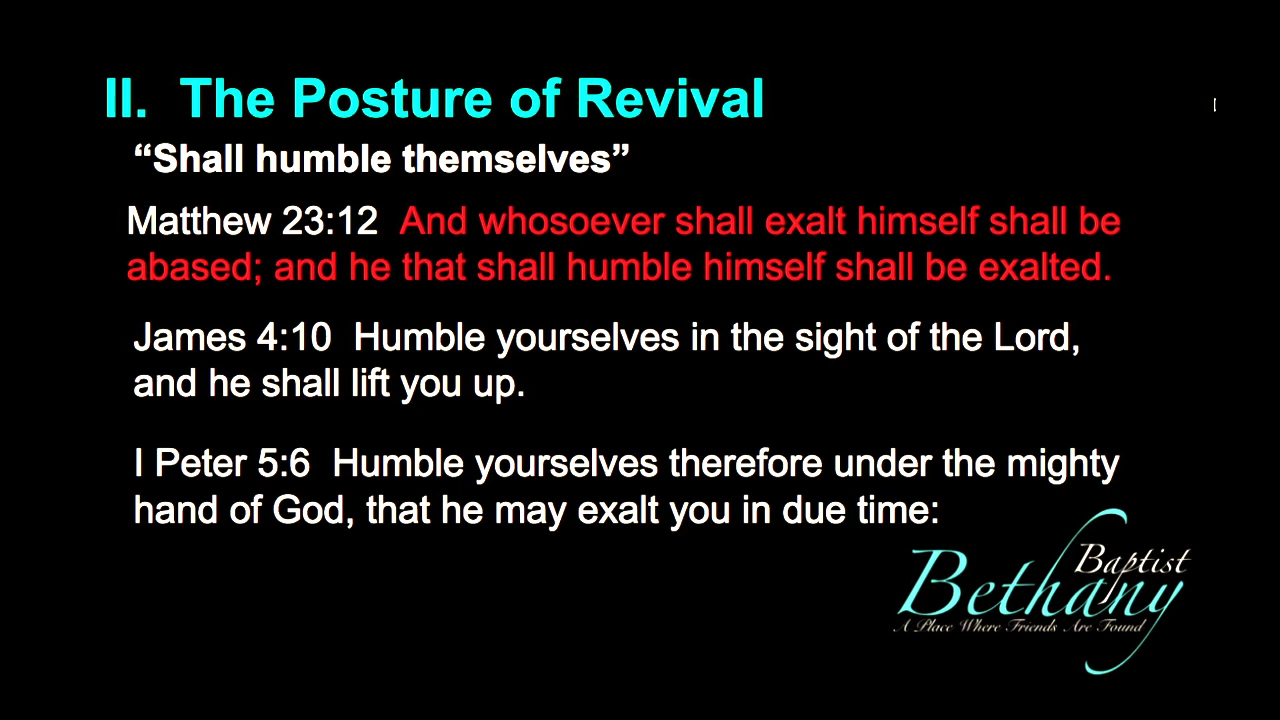 II.  The Posture of Revival
“Shall humble themselves”
Matthew 23:12  And whosoever shall exalt himself shall be
abased; and he that shall humble himself shall be exalted.
James 4:10  Humble yourselves in the sight of the Lord,
and he shall lift you up.
I Peter 5:6  Humble yourselves therefore under the mighty
hand of God, that he may exalt you in due time:
Baptist
Bethany
A Place Where Friends Are Found